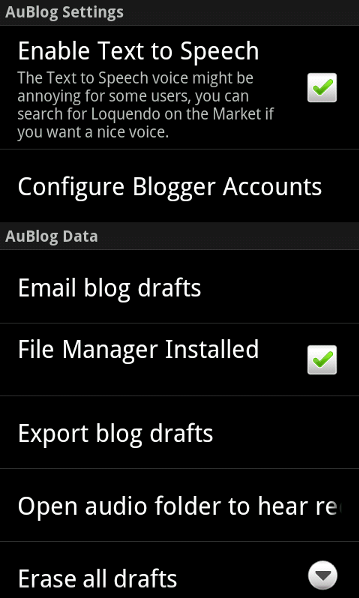 AuBlog Settings
Enable Text to Speech
The Text to Speech voice might be
annoying for some users, you can
search for Loquendo on the Market if
you want a nice voice.
Configure Blogger Accounts
AuBlog Data
Email blog drafts
File Manager Installed
Export blog drafts
Open audio folder to hear re
Erase all drafts